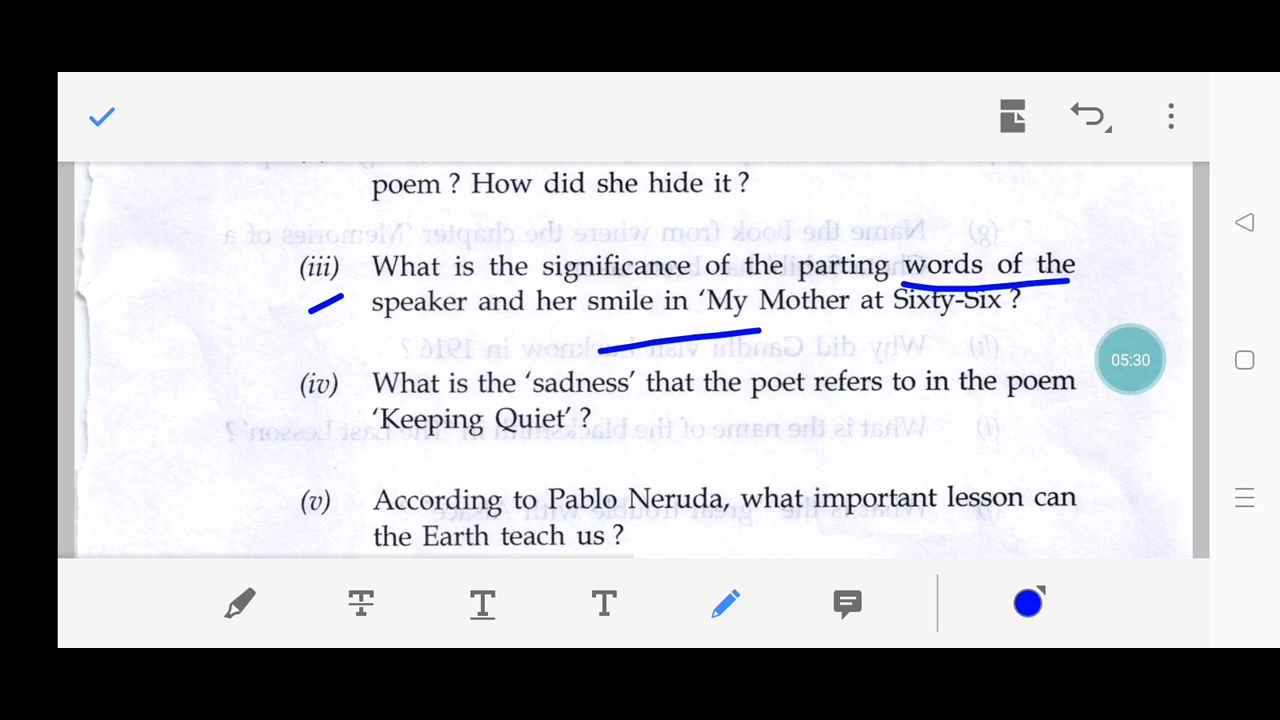 poem ? How did she hide it ?
(iii) What is the significance of the parting words of the
speaker and her smile in ‘My Mother at Sixty-Six ?
05:30
(iv) What is the ‘sadness’ that the poet refers to in the poem
‘Keeping Quiet’ ?
(v) According to Pablo Neruda, what important lesson can
the Earth teach us ?